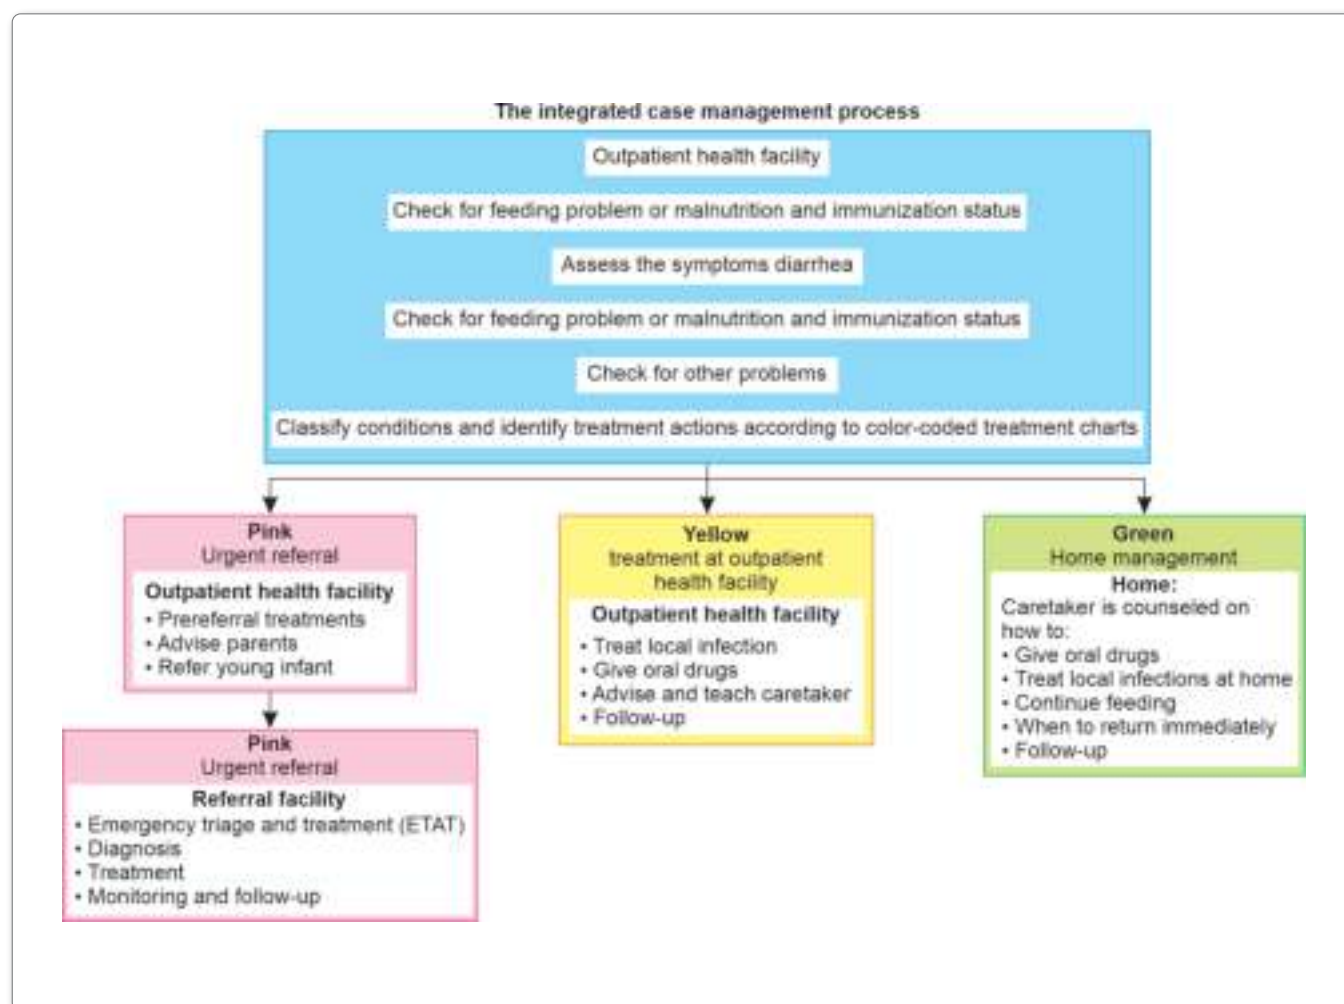 The integrated case management process
Outpatient health facility
Check for feeding problem or malnutrition and immunization status
Assess the symptoms diarrhea
Check for feeding problem or malnutrition and immunization status
Check for other problems
Classify conditions and identify treatment actions according to color-coded treatment charts
Pink
Urgent referral
Outpatient health facility
• Prereferral treatments
• Advise parents
• Refer young infant
Pink
Urgent referral
Referral facility
• Emergency triage and treatment (ETAT)
• Diagnosis
• Treatment
• Monitoring and follow-up
Yellow
treatment at outpatient
health facility
Outpatient health facility
• Treat local infection
• Give oral drugs
• Advise and teach caretaker
• Follow-up
Green
Home management
Home:
Caretaker is counseled on
how to:
• Give oral drugs
• Treat local infections at home
• Continue feeding
• When to return immediately
• Follow-up